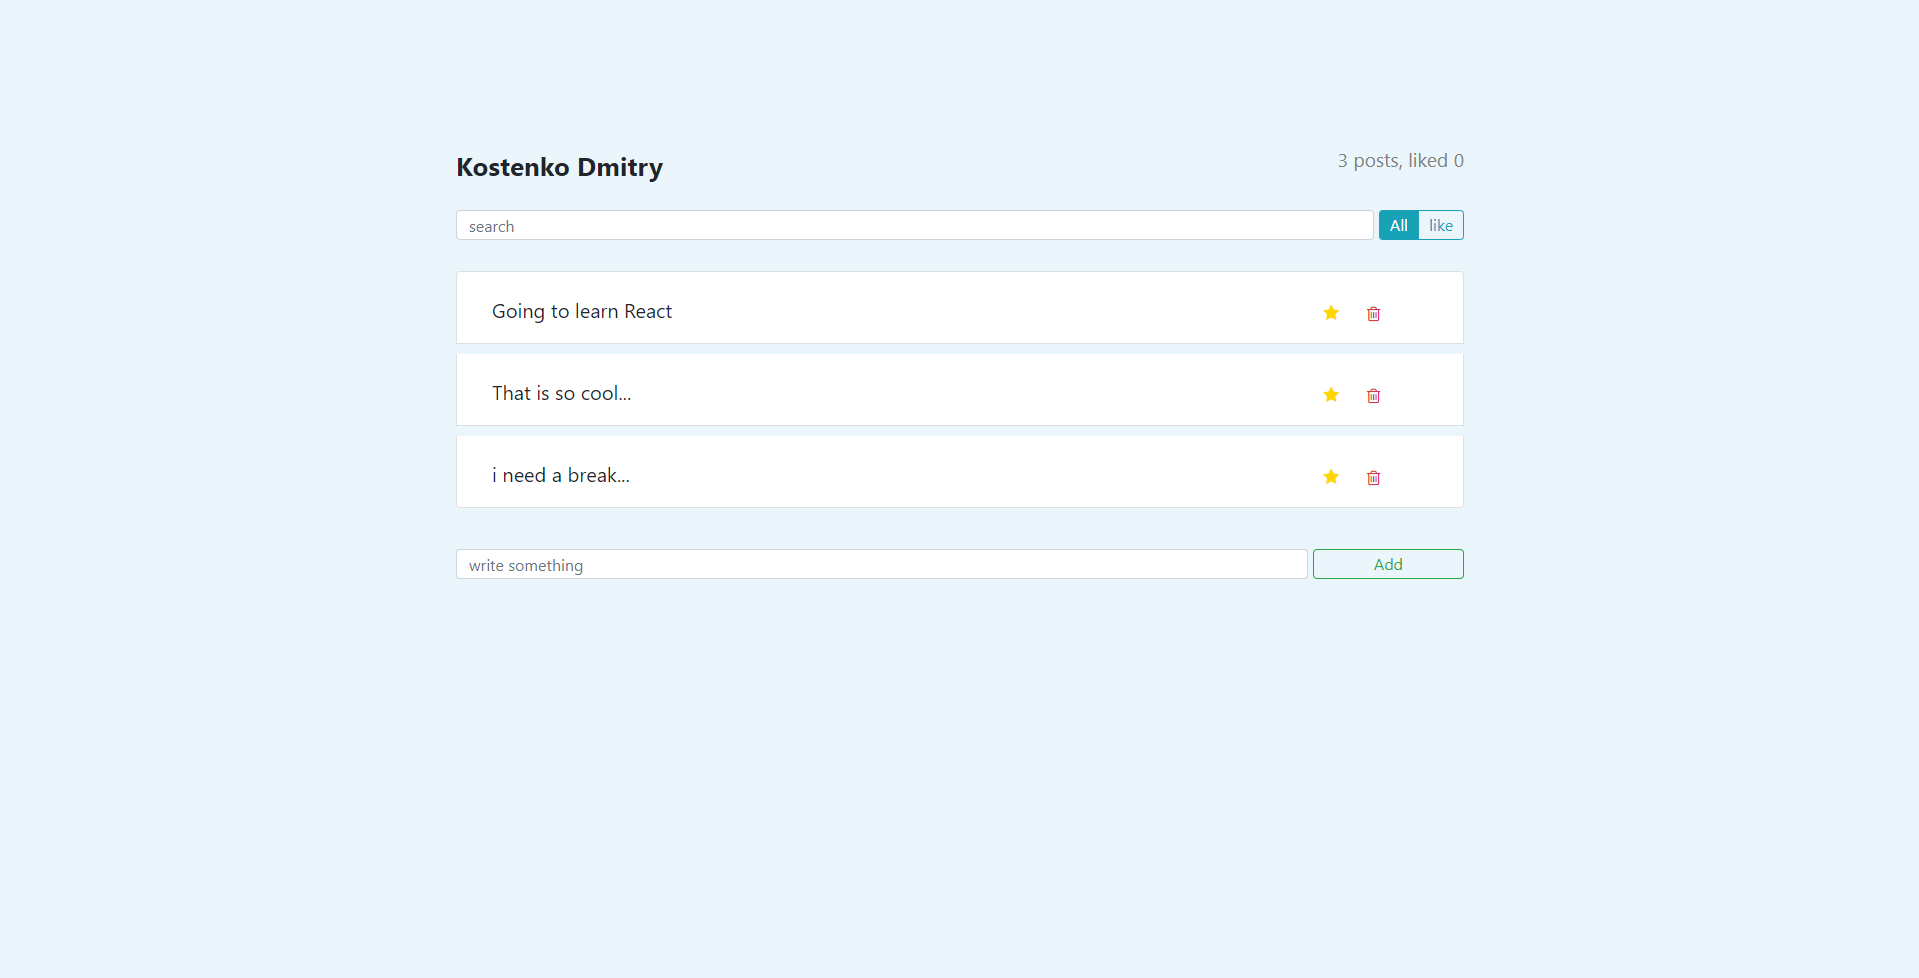 Kostenko Dmitry
3 posts, liked 0
search
All
like
Going to learn React
That is so cool...
i need a break...
write something
Add